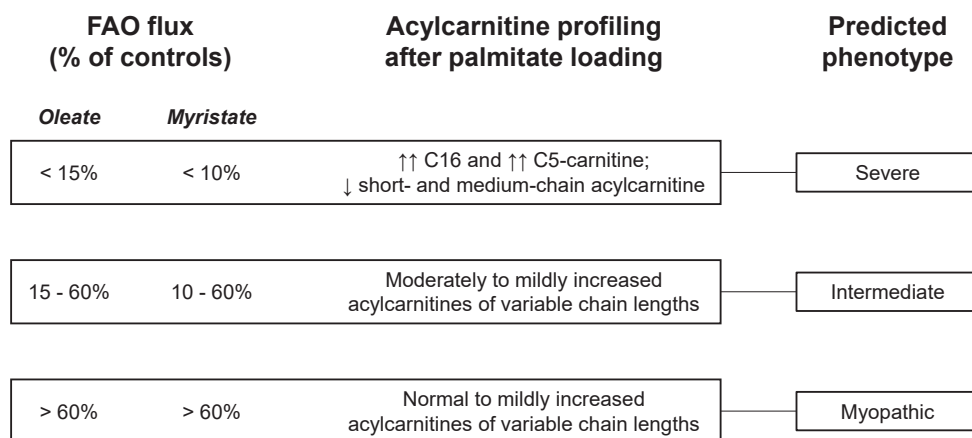 FAO flux
(% of controls)
Acylcarnitine profiling
after palmitate loading
Predicted
phenotype
Oleate Myristate
< 15% < 10%
↑↑ C16 and ↑↑ C5-carnitine;
↓ short- and medium-chain acylcarnitine
Severe
15 - 60% 10 - 60%
Moderately to mildly increased
acylcarnitines of variable chain lengths
Intermediate
> 60% > 60%
Normal to mildly increased
acylcarnitines of variable chain lengths
Myopathic